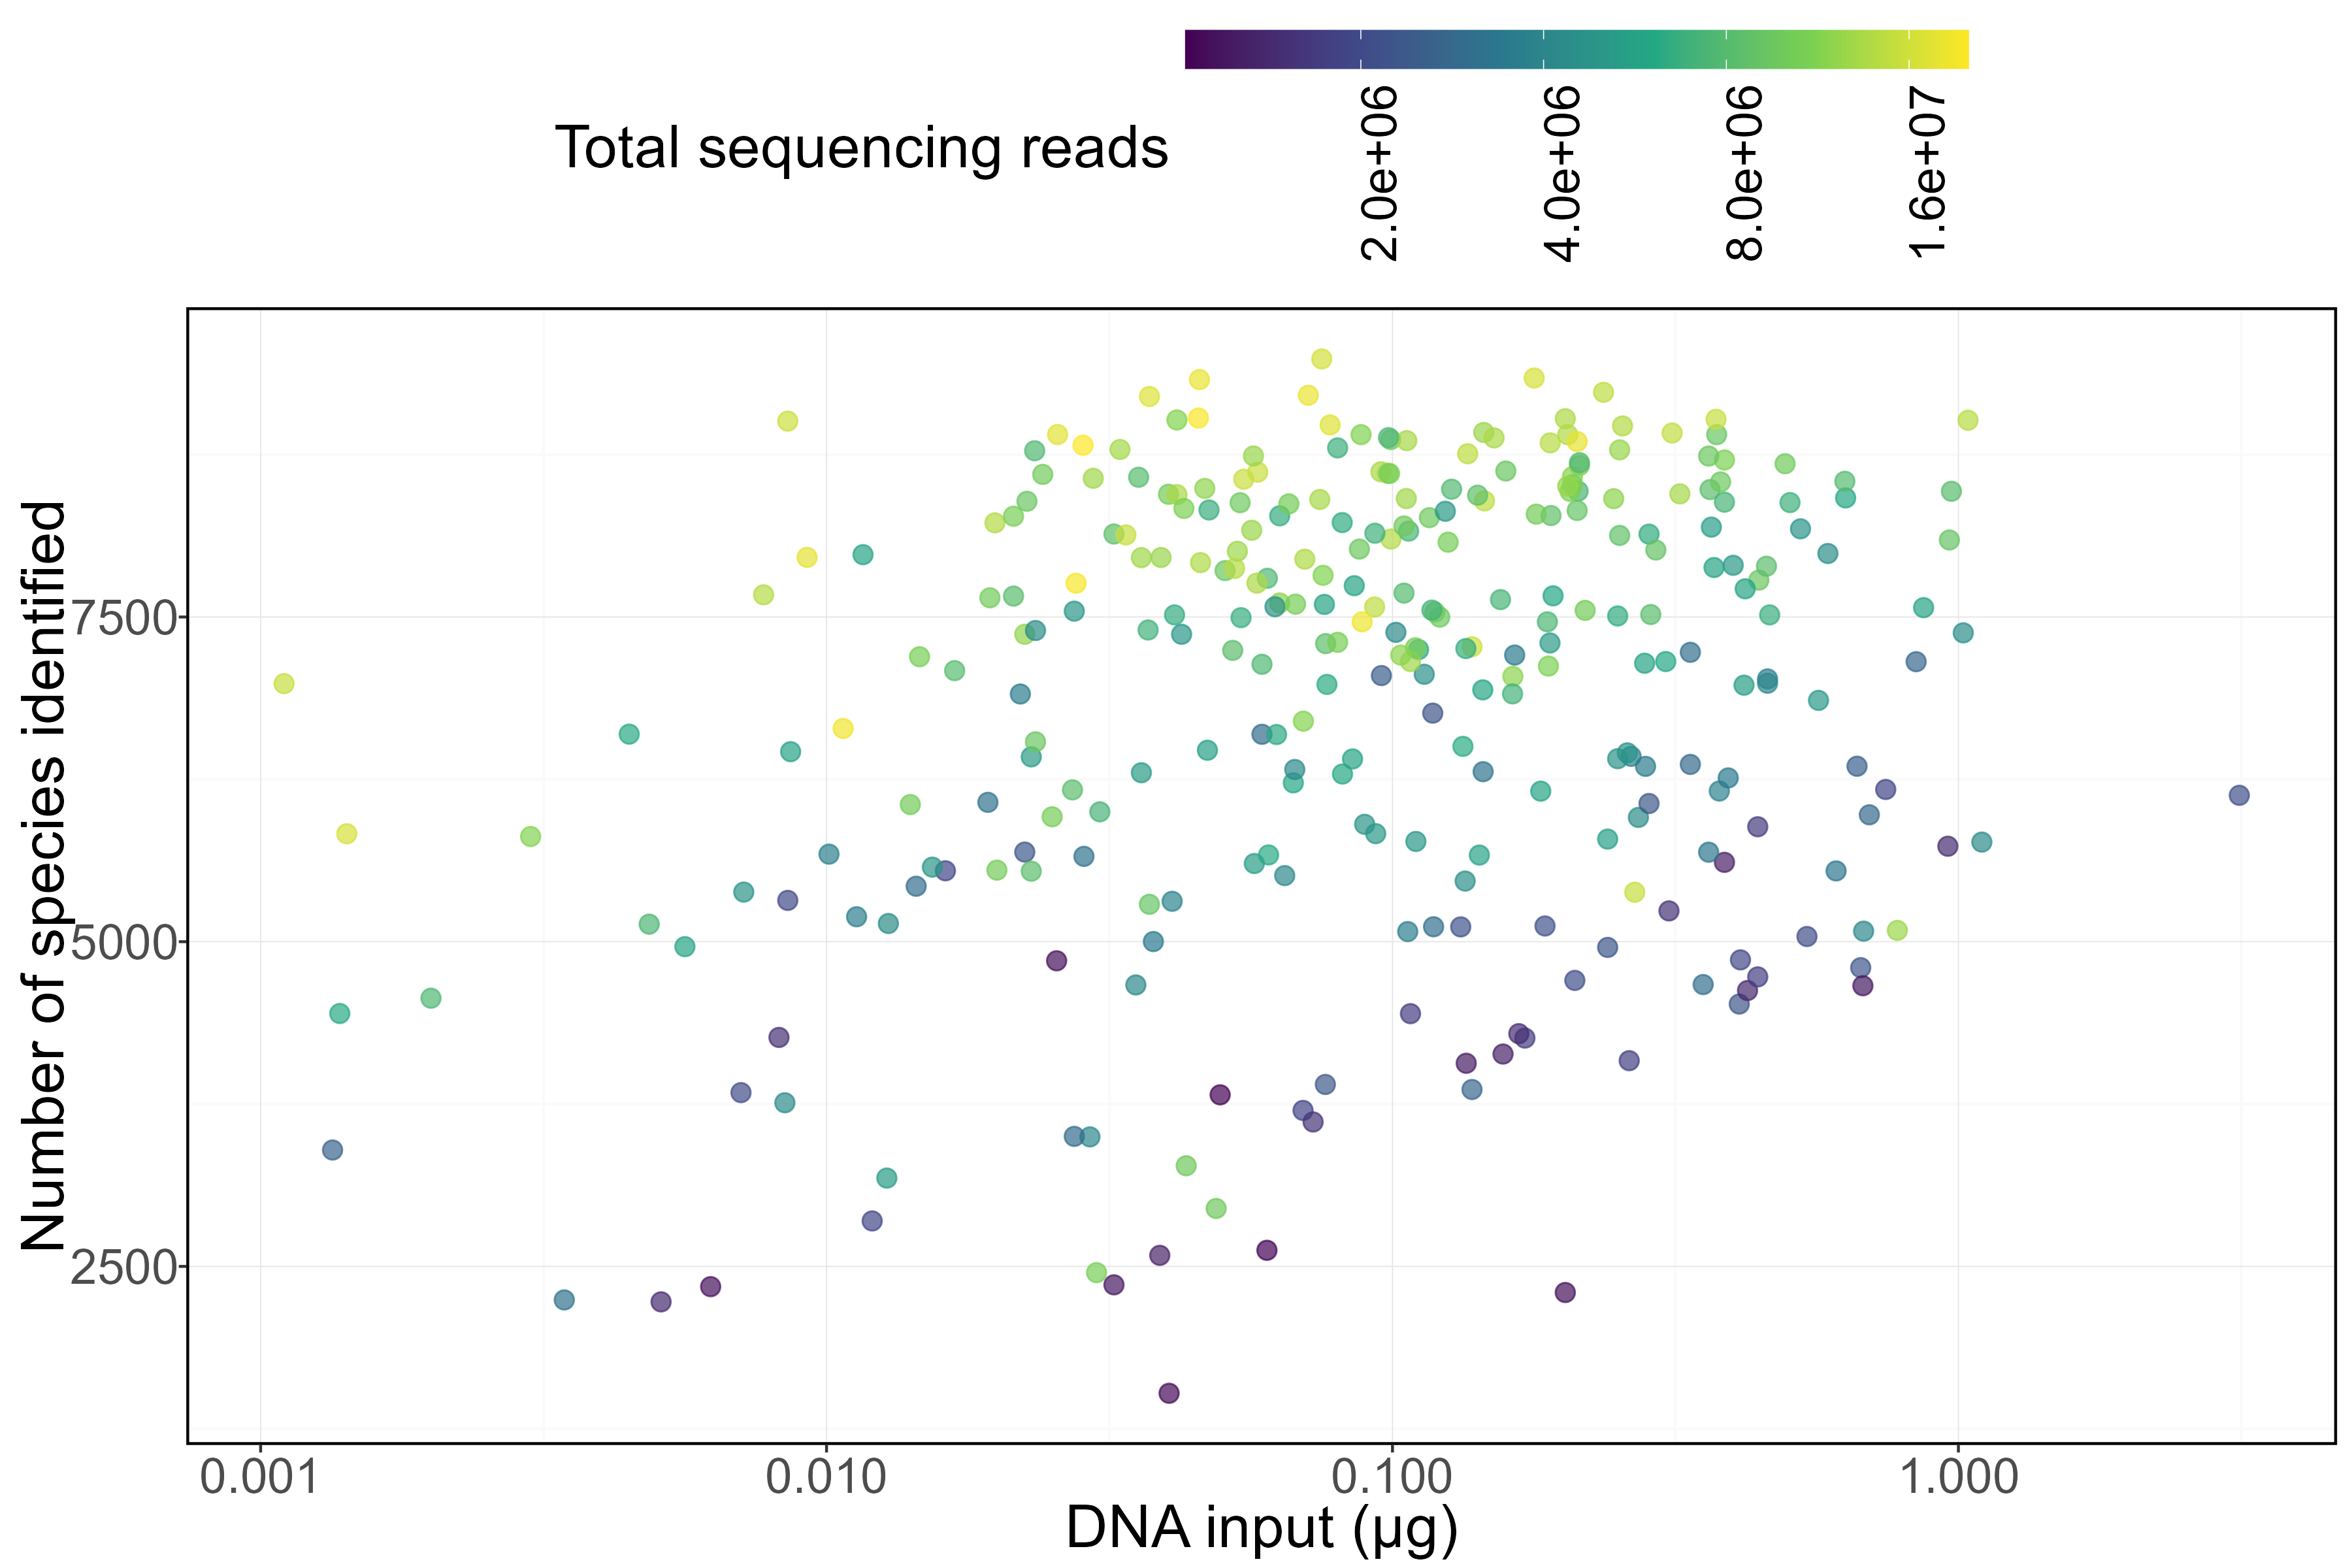 Total sequencing reads
2.0e+06
4.0e+06
8.0e+06
1.6e+07
Number of species identified
7500
5000
2500
0.001
0.010
0.100
1.000
DNA input (µg)